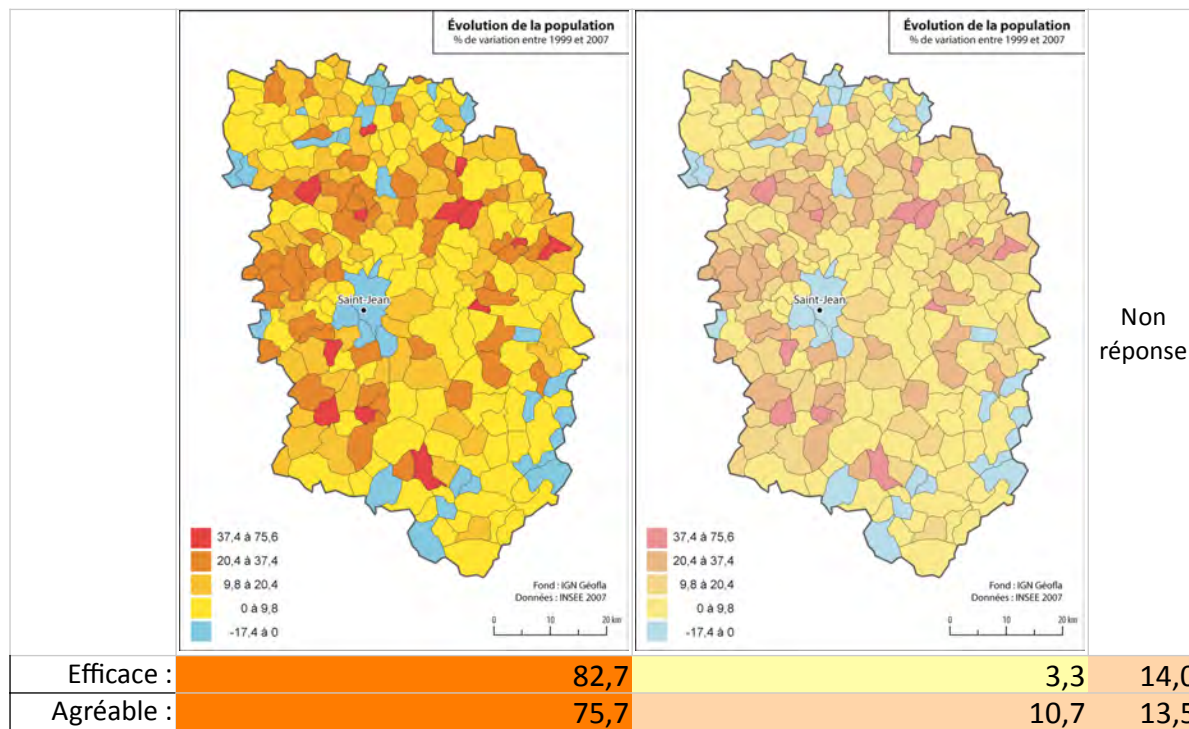 Évolution de la population
% de variation entre 1999 et 2007
Saint-Jean
37,4 à 75,6
20,4 à 37,4
9,8 à 20,4
0 à 9,8
-17,4 à 0
Fond : IGN Géofla
Données : INSEE 2007
0 10 20 km
Évolution de la population
% de variation entre 1999 et 2007
Saint-Jean
37,4 à 75,6
20,4 à 37,4
9,8 à 20,4
0 à 9,8
-17,4 à 0
Fond : IGN Géofla
Données : INSEE 2007
0 10 20 km
Non
réponse
Efficace : 82,7 3,3 14,0
Agréable : 75,7 10,7 13,5